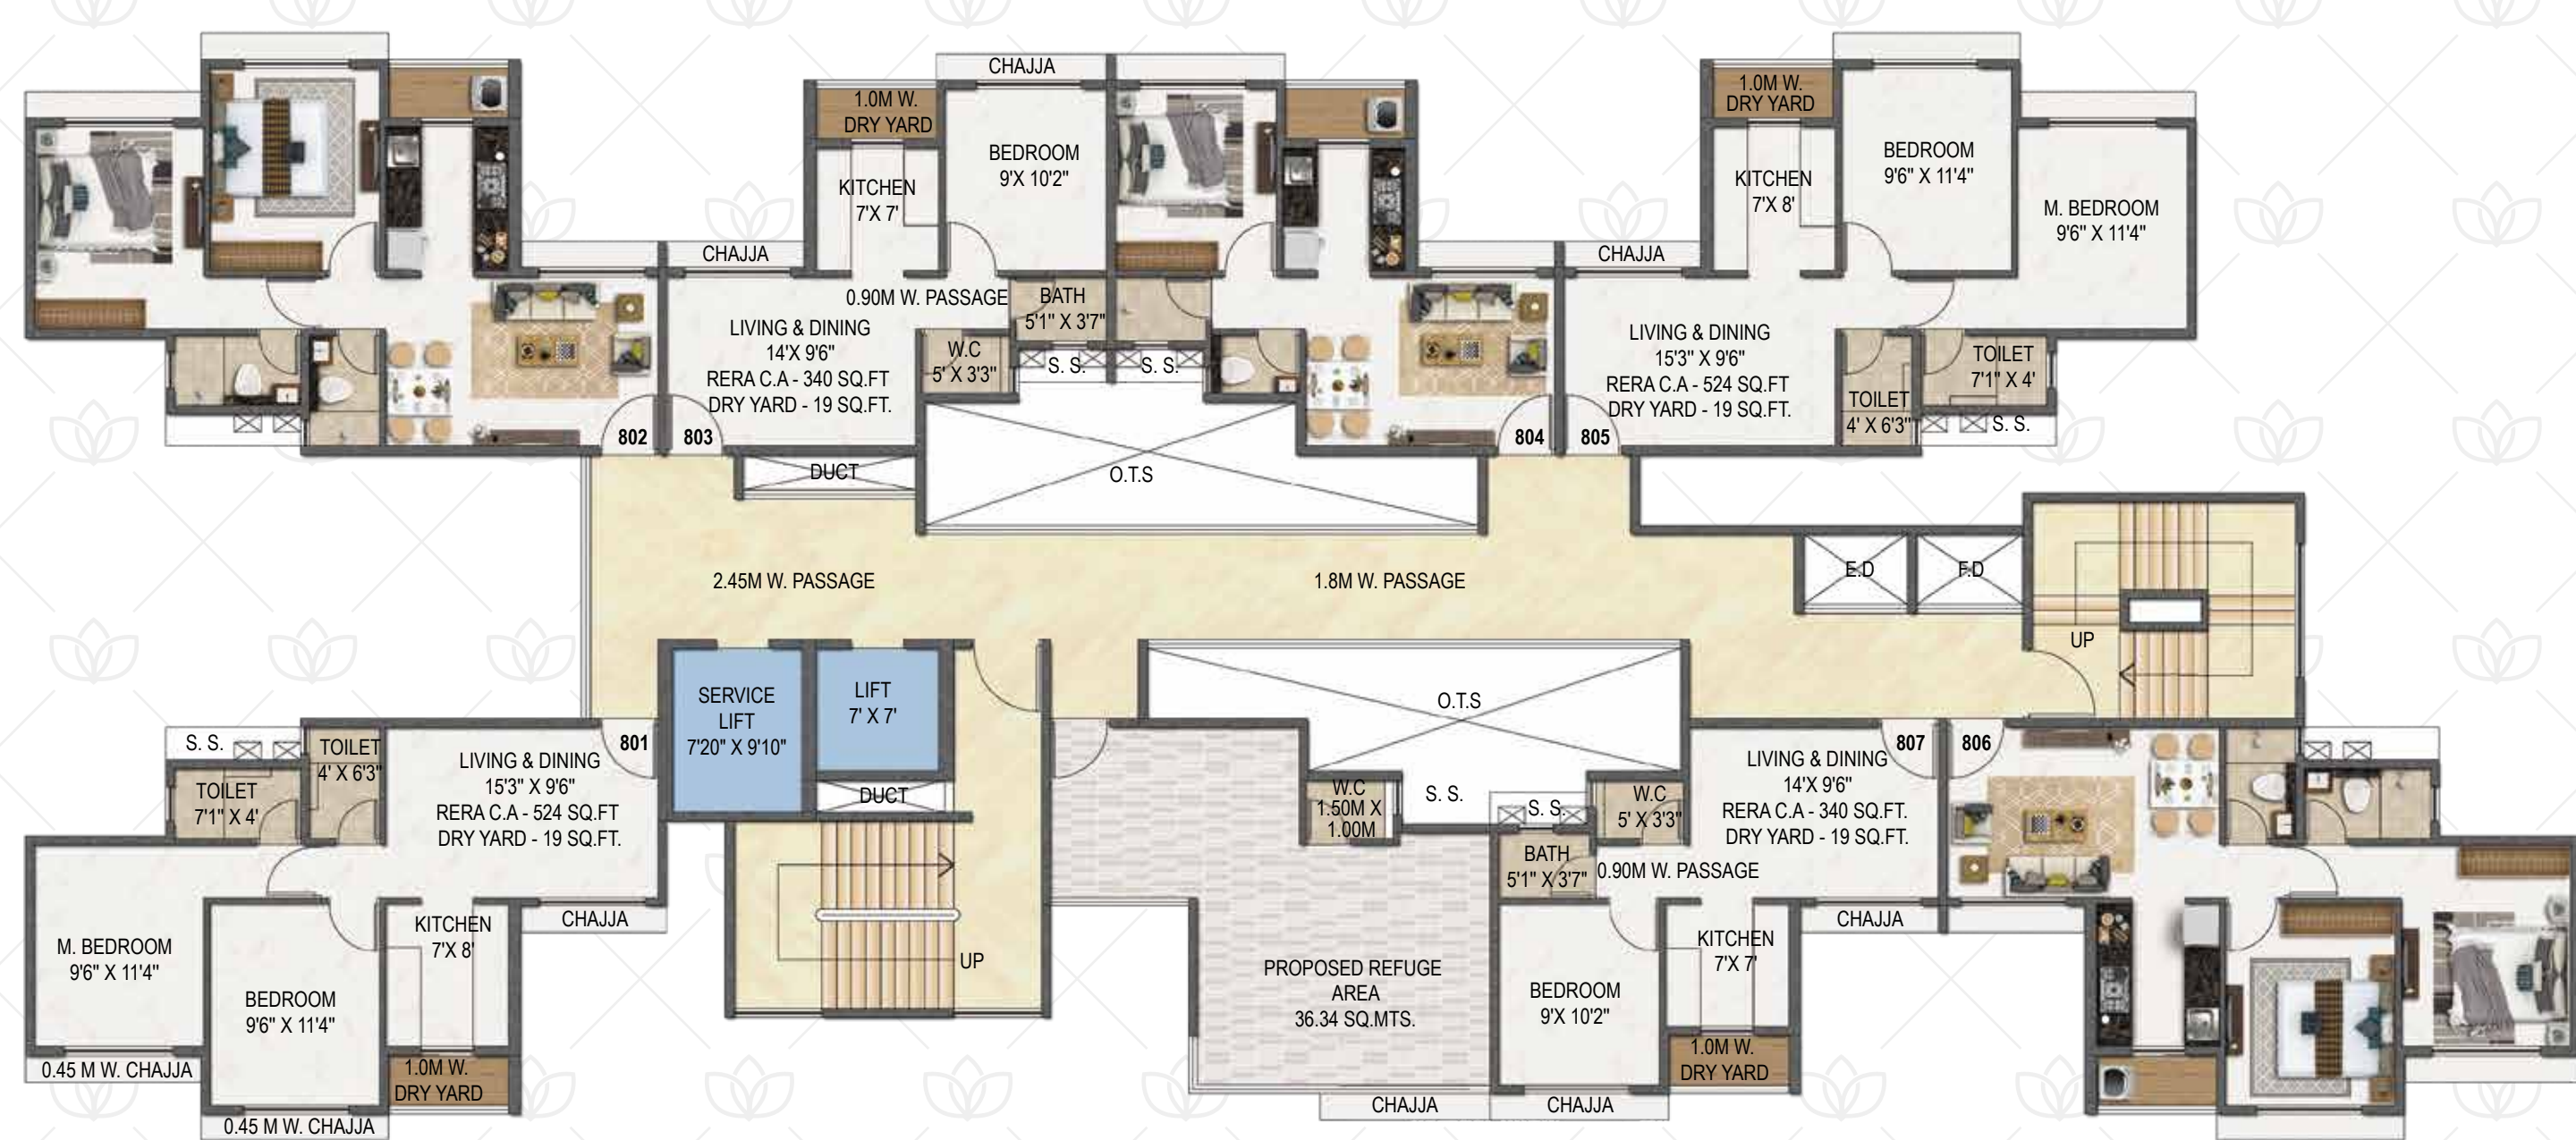 CHAJJA
1.0M W.
DRY YARD
BEDROOM
9'X 10'2"
KITCHEN
7'X 7'
CHAJJA
0.90M W. PASSAGE
BATH
5'1" X 3'7"
LIVING & DINING
14'X 9'6"
RERA C.A - 340 SQ.FT
DRY YARD - 19 SQ.FT.
W.C
5' X 3'3"
S. S.
S. S.
802
803
DUCT
O.T.S
1.0M W.
DRY YARD
BEDROOM
9'6" X 11'4"
KITCHEN
7'X 8'
M. BEDROOM
9'6" X 11'4"
CHAJJA
LIVING & DINING
15'3" X 9'6"
RERA C.A - 524 SQ.FT
DRY YARD - 19 SQ.FT.
TOILET
7'1" X 4'
TOILET
4' X 6'3"
S. S.
804
805
2.45M W. PASSAGE
1.8M W. PASSAGE
E.D
F.D
UP
SERVICE
LIFT
7'20" X 9'10"
LIFT
7' X 7'
DUCT
UP
O.T.S
S. S.
TOILET
4' X 6'3"
TOILET
7'1" X 4'
801
LIVING & DINING
15'3" X 9'6"
RERA C.A - 524 SQ.FT
DRY YARD - 19 SQ.FT.
CHAJJA
KITCHEN
7'X 8'
M. BEDROOM
9'6" X 11'4"
BEDROOM
9'6" X 11'4"
0.45 M W. CHAJJA
1.0M W.
DRY YARD
0.45 M W. CHAJJA
W.C
1.50M X
1.00M
S. S.
S. S.
W.C
5' X 3'3"
BATH
5'1" X 3'7"
0.90M W. PASSAGE
LIVING & DINING
14'X 9'6"
RERA C.A - 340 SQ.FT.
DRY YARD - 19 SQ.FT.
807
806
CHAJJA
PROPOSED REFUGE
AREA
36.34 SQ.MTS.
BEDROOM
9'X 10'2"
KITCHEN
7'X 7'
1.0M W.
DRY YARD
CHAJJA
CHAJJA